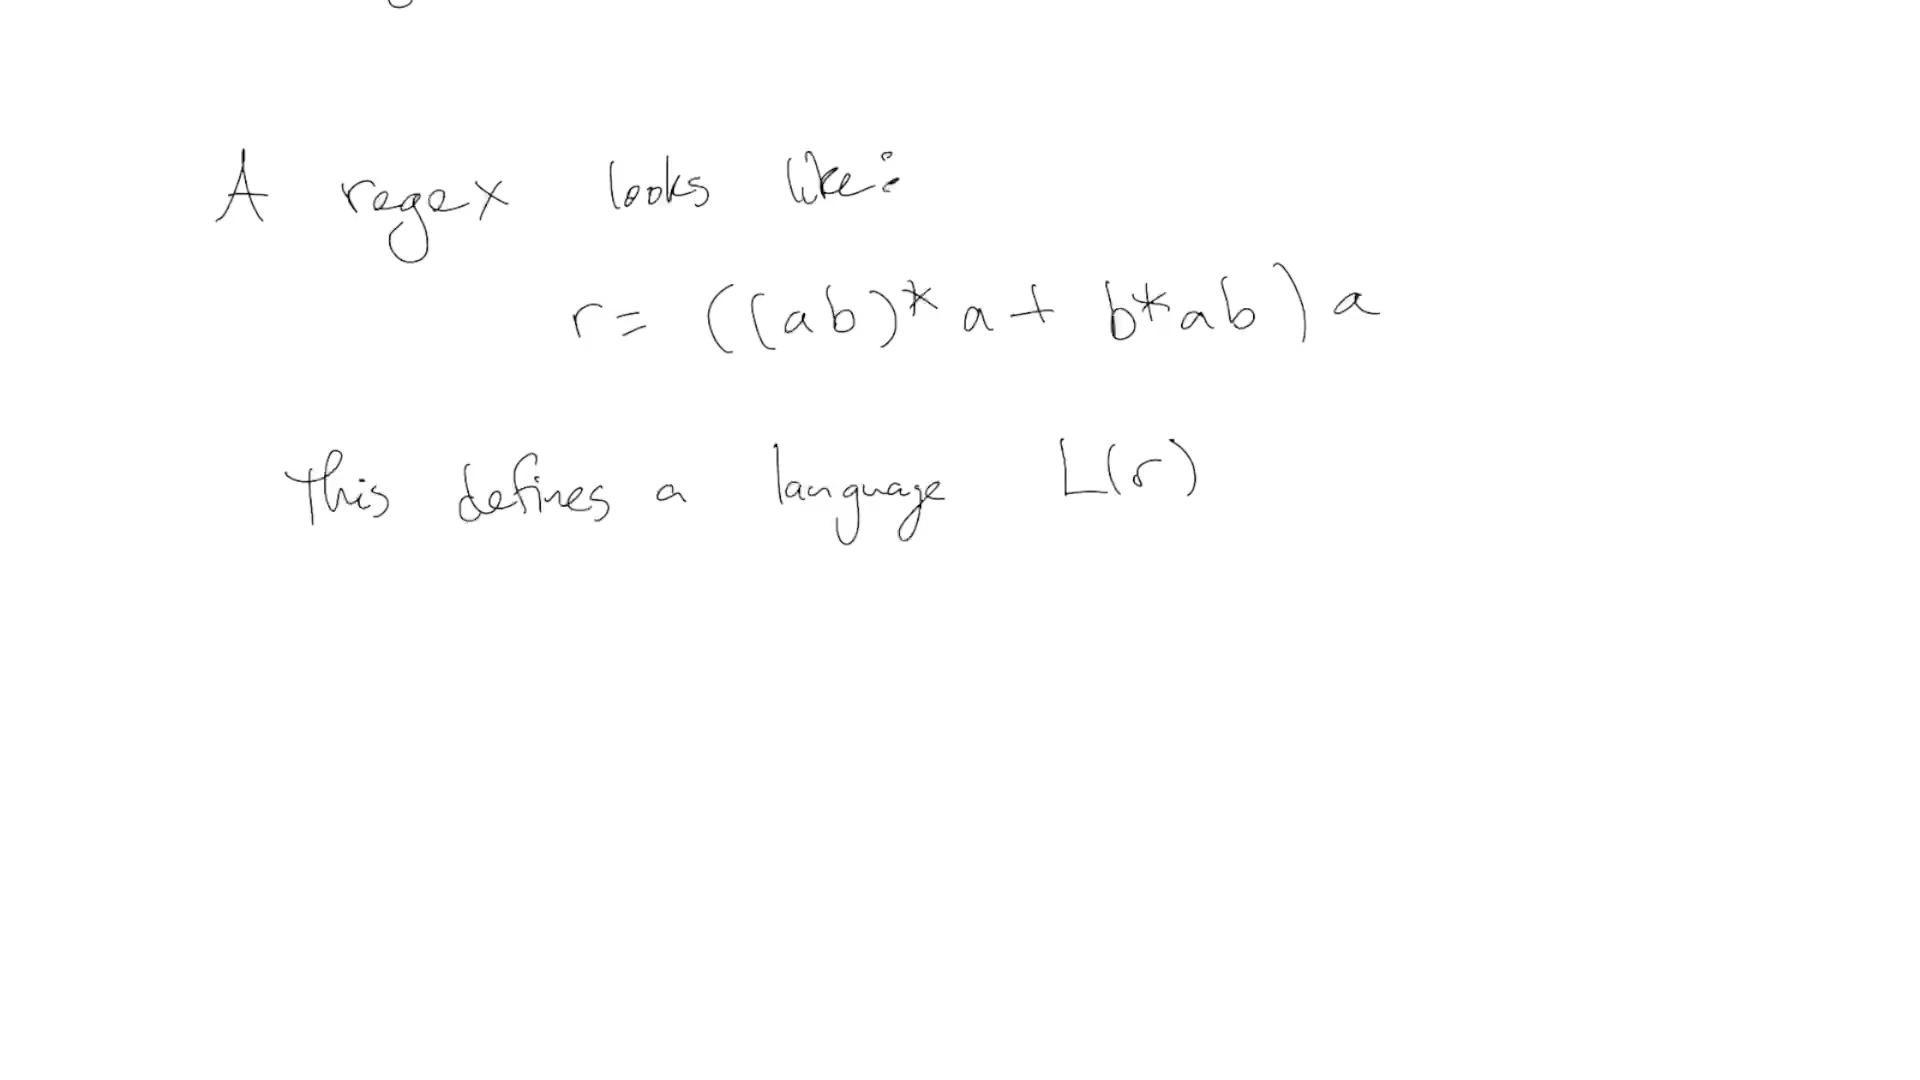 A regex looks like:
r= ((ab)* a + b*ab) a
This defines a language L(r)